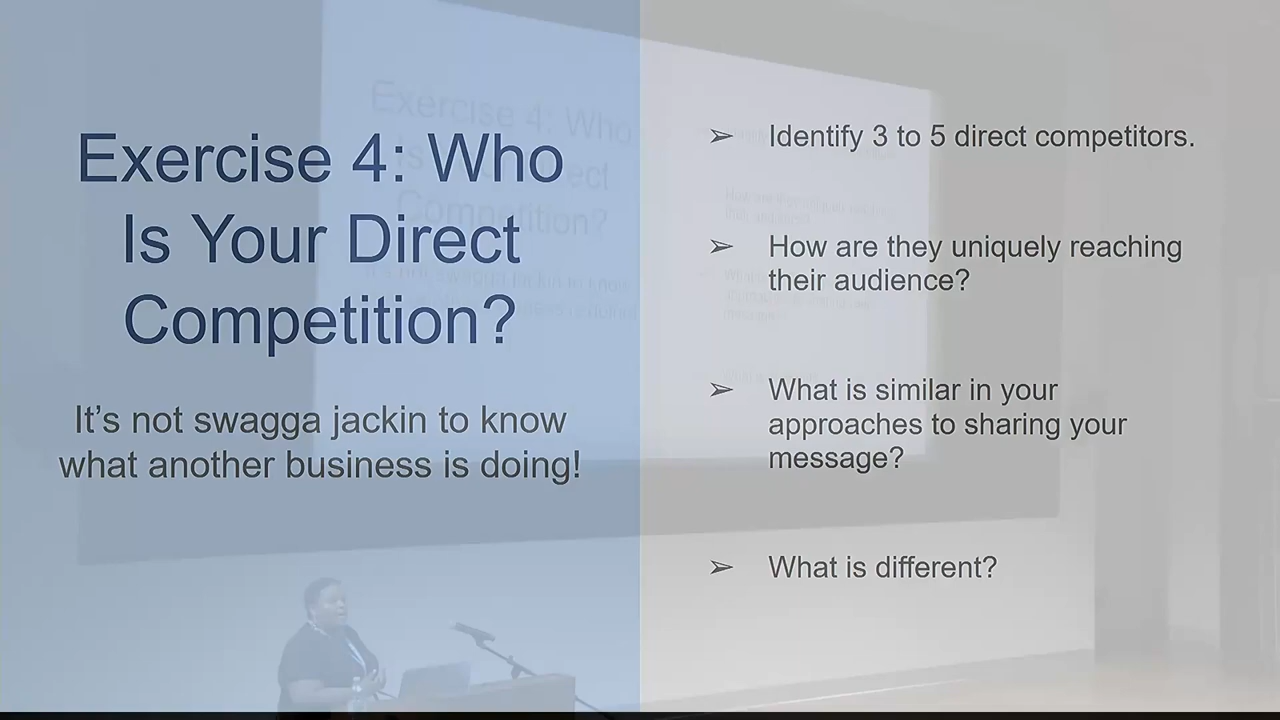 Exercise 4: Who
Is Your Direct
Competition?
It’s not swagga jackin to know
what another business is doing!
➢ Identify 3 to 5 direct competitors.
➢ How are they uniquely reaching
their audience?
➢ What is similar in your
approaches to sharing your
message?
➢ What is different?